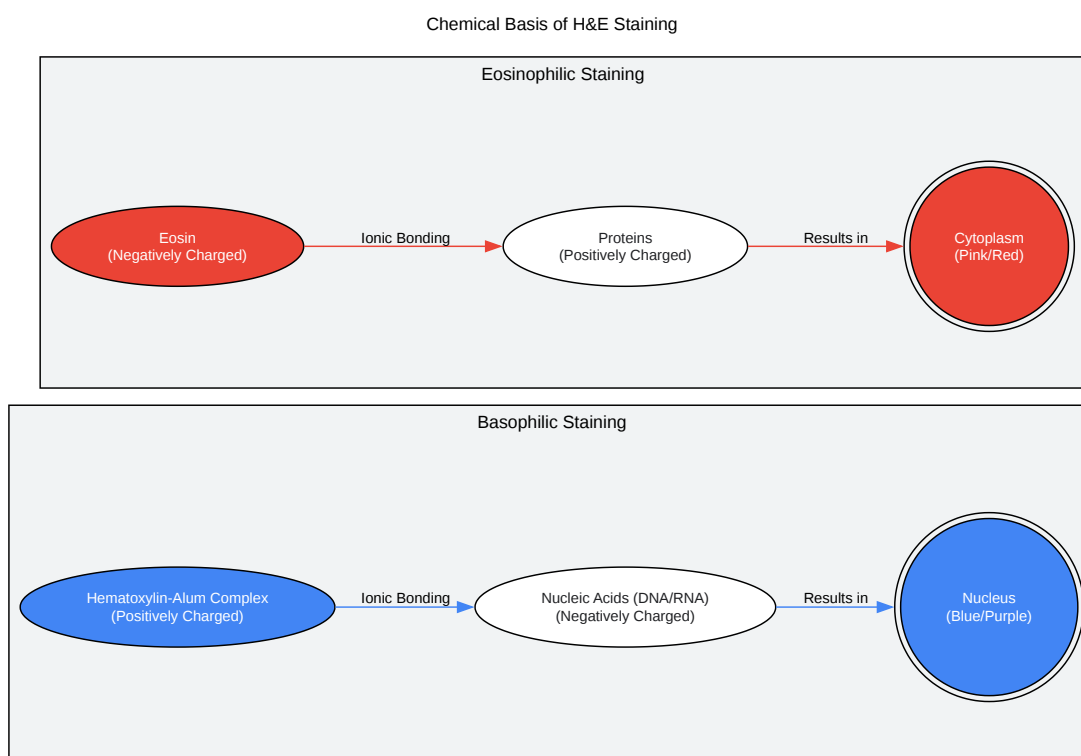 Chemical Basis of H&E Staining
Eosinophilic Staining
Eosin
(Negatively Charged)
Ionic Bonding
Proteins
(Positively Charged)
Results in
Cytoplasm
(Pink/Red)
Basophilic Staining
Hematoxylin-Alum Complex
(Positively Charged)
Ionic Bonding
Nucleic Acids (DNA/RNA)
(Negatively Charged)
Results in
Nucleus
(Blue/Purple)